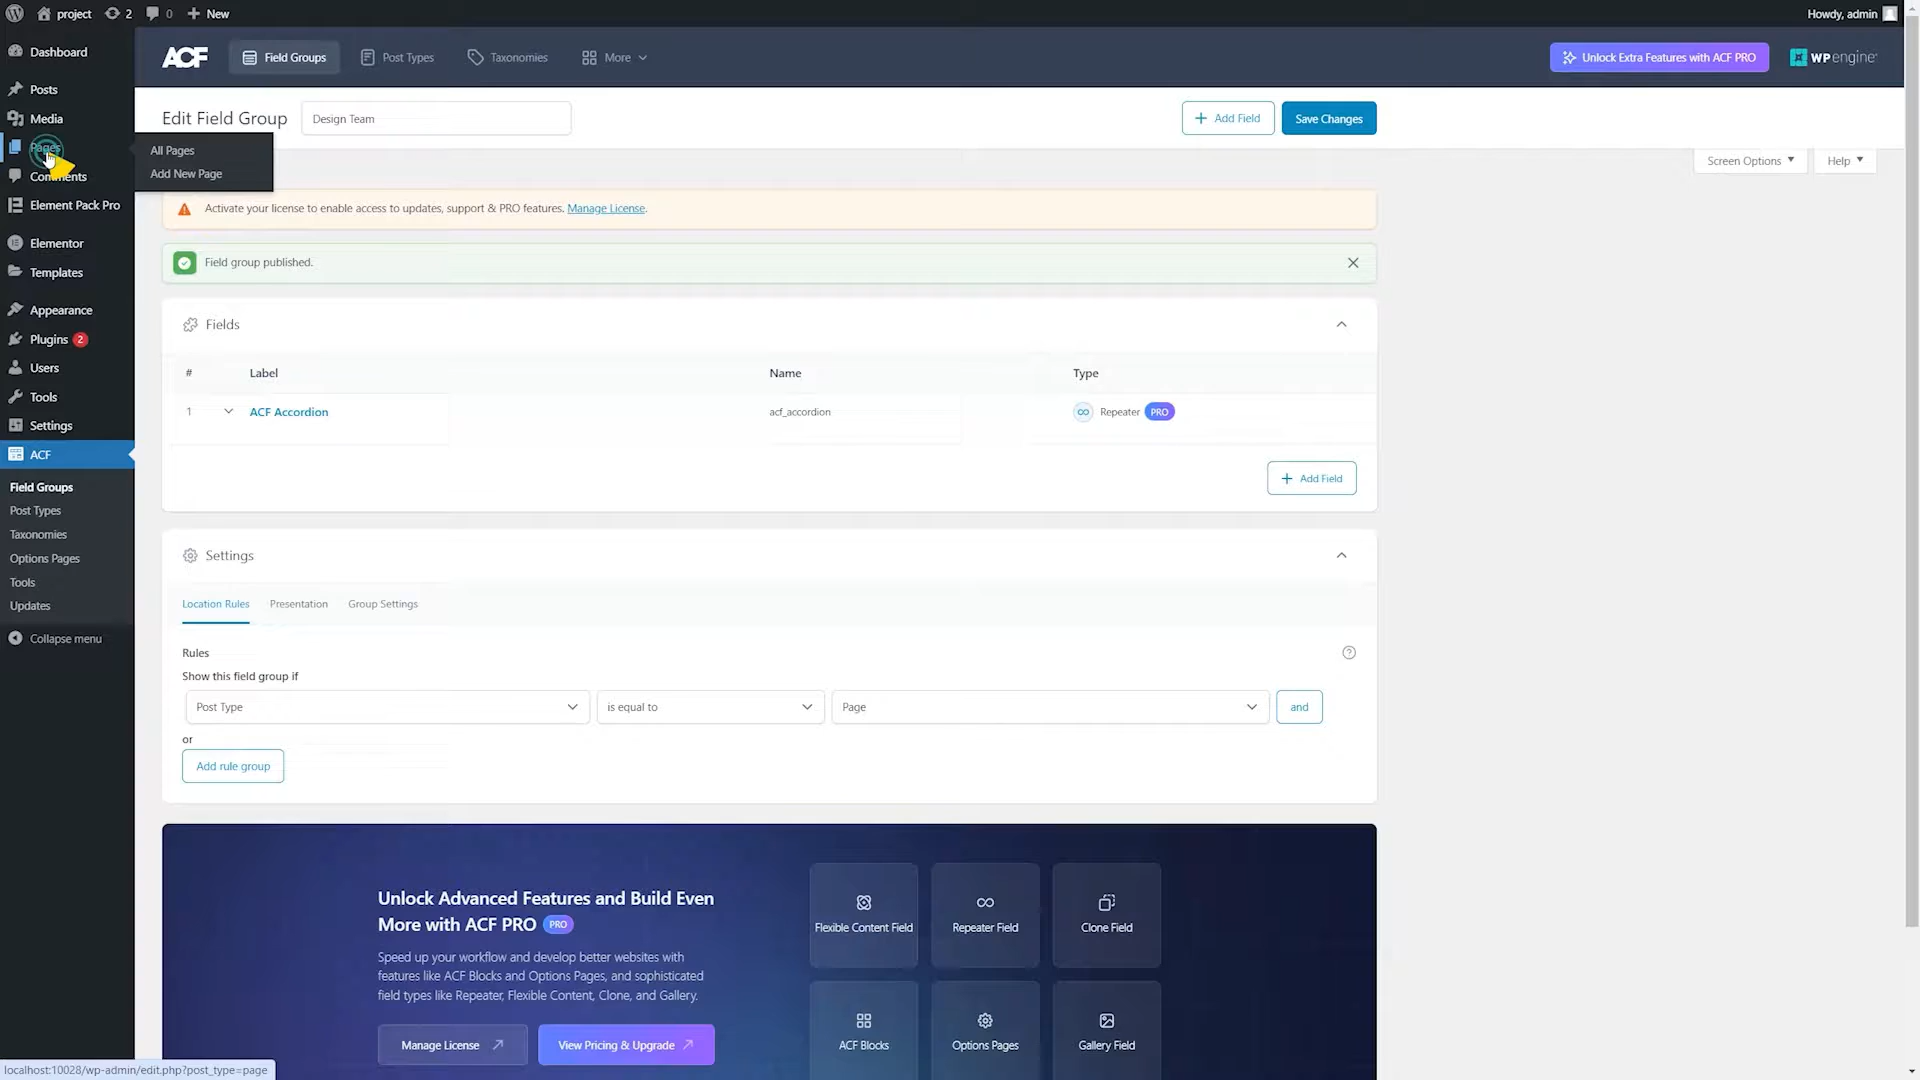 project
2
0
New
Howdy, admin
Dashboard
Posts
Media
Pages
All Pages
Add New Page
Comments
Element Pack Pro
Elementor
Templates
Appearance
Plugins 2
Users
Tools
Settings
ACF
Field Groups
Post Types
Taxonomies
Options Pages
Tools
Updates
Collapse menu
ACF
Field Groups
Post Types
Taxonomies
More
Unlock Extra Features with ACF PRO
WP engine
Edit Field Group
Design Team
Add Field
Save Changes
Screen Options
Help
Activate your license to enable access to updates, support & PRO features. Manage License.
Field group published.
Fields
# Label Name Type
1 ACF Accordion acf_accordion Repeater PRO
Add Field
Settings
Location Rules Presentation Group Settings
Rules
Show this field group if
Post Type is equal to Page and
or
Add rule group
Unlock Advanced Features and Build Even
More with ACF PRO PRO
Speed up your workflow and develop better websites with
features like ACF Blocks and Options Pages, and sophisticated
field types like Repeater, Flexible Content, Clone, and Gallery.
Manage License
View Pricing & Upgrade
Flexible Content Field
Repeater Field
Clone Field
ACF Blocks
Options Pages
Gallery Field
localhost:10028/wp-admin/edit.php?post_type=page